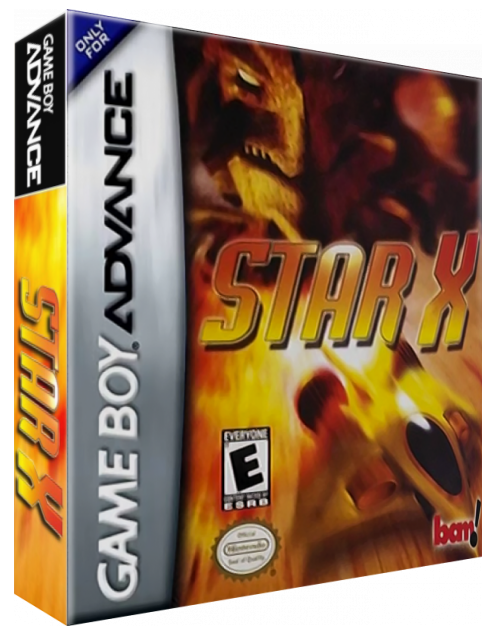 GAME BOY
ADVANCE
STAR X
ONLY
FOR
GAME BOY ADVANCE
STAR X
EVERYONE
E
CONTENT RATED BY
ESRB
Official
Nintendo
Seal of Quality
bam!